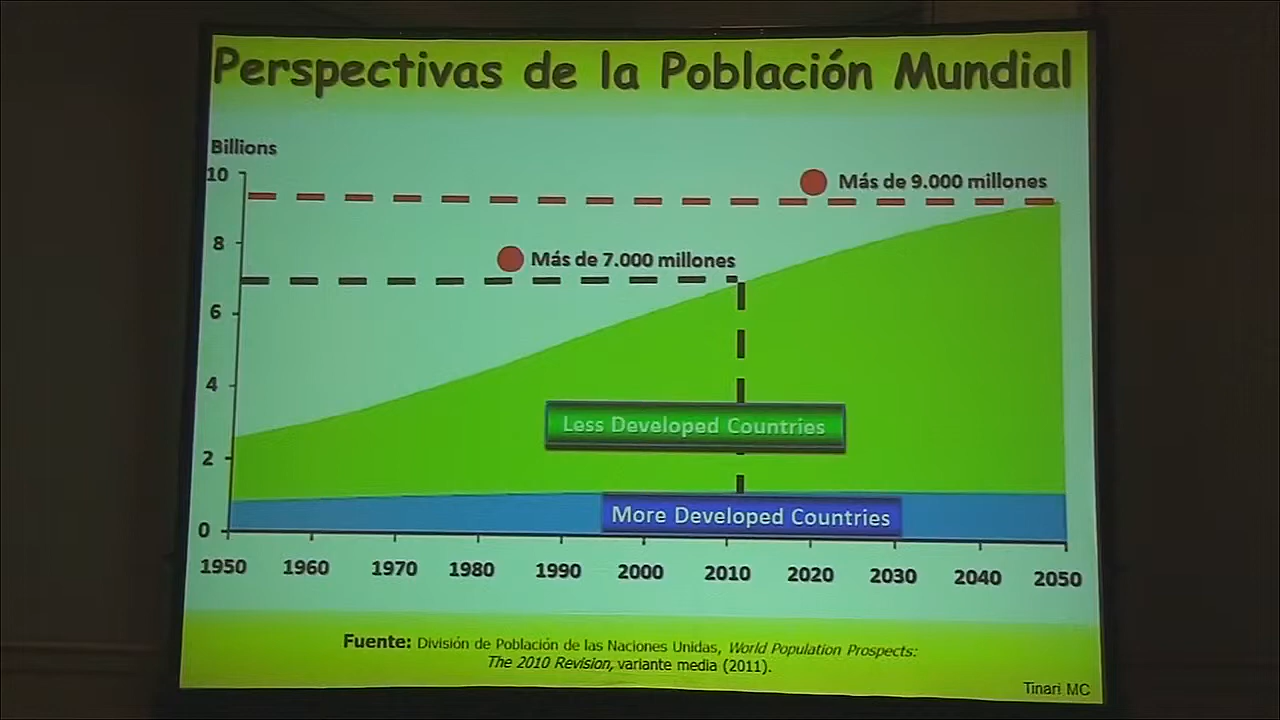 Perspectivas de la Población Mundial
Billions
10
Más de 9.000 millones
8
Más de 7.000 millones
6
4
Less Developed Countries
2
More Developed Countries
0
1950 1960 1970 1980 1990 2000 2010 2020 2030 2040 2050
Fuente: División de Población de las Naciones Unidas, World Population Prospects:
The 2010 Revision, variante media (2011).
Tinari MC